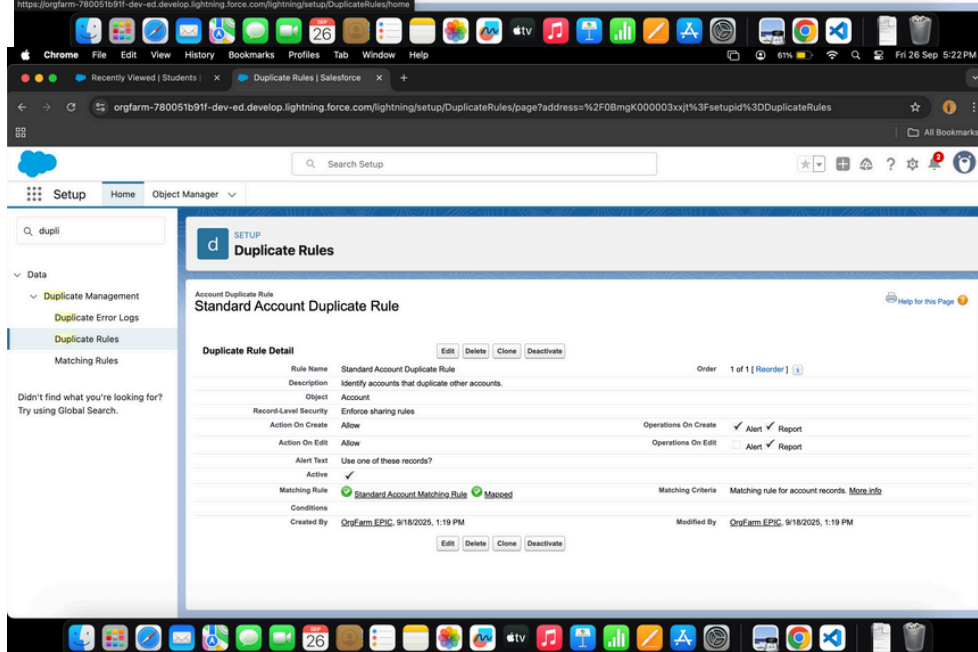 https://orgfarm-780051b91f-dev-ed.develop.lightning.force.com/lightning/setup/DuplicateRules/home
SEP
26
tv
Chrome File Edit View History Bookmarks Profiles Tab Window Help
61% Fri 26 Sep 5:22 PM
Recently Viewed | Students |
Duplicate Rules | Salesforce
orgfarm-780051b91f-dev-ed.develop.lightning.force.com/lightning/setup/DuplicateRules/page?address=%2F0BmgK000003xxjt%3Fsetupid%3DDuplicateRules
All Bookmarks
Search Setup
2
Setup Home Object Manager
dupli
Data
Duplicate Management
Duplicate Error Logs
Duplicate Rules
Matching Rules
Didn't find what you're looking for?
Try using Global Search.
d
SETUP
Duplicate Rules
Account Duplicate Rule
Standard Account Duplicate Rule
Help for this Page
Duplicate Rule Detail Edit Delete Clone Deactivate
Rule Name Standard Account Duplicate Rule Order 1 of 1 [ Reorder ] i
Description Identify accounts that duplicate other accounts.
Object Account
Record-Level Security Enforce sharing rules
Action On Create Allow Operations On Create Alert Report
Action On Edit Allow Operations On Edit Alert Report
Alert Text Use one of these records?
Active
Matching Rule Standard Account Matching Rule Mapped Matching Criteria Matching rule for account records. More info
Conditions
Created By OrgFarm EPIC, 9/18/2025, 1:19 PM Modified By OrgFarm EPIC, 9/18/2025, 1:19 PM
Edit Delete Clone Deactivate
SEP
26
tv